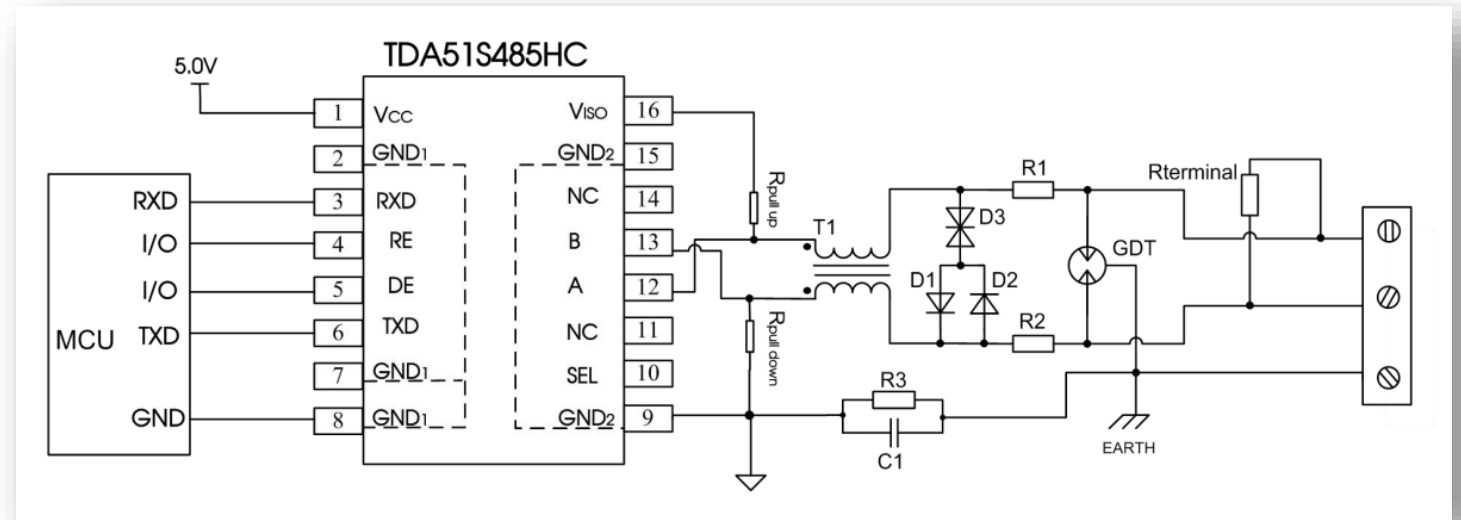 TDA51S485HC
5.0V
1 Vcc VISO 16
2 GND1 GND2 15
RXD 3 RXD NC 14
I/O 4 RE B 13
I/O 5 DE A 12
MCU TXD 6 TXD NC 11
7 GND1 SEL 10
GND 8 GND1 GND2 9
Rpull up
Rpull down
T1
D3
D1 D2
R1
R2
GDT
Rterminal
R3
C1
EARTH